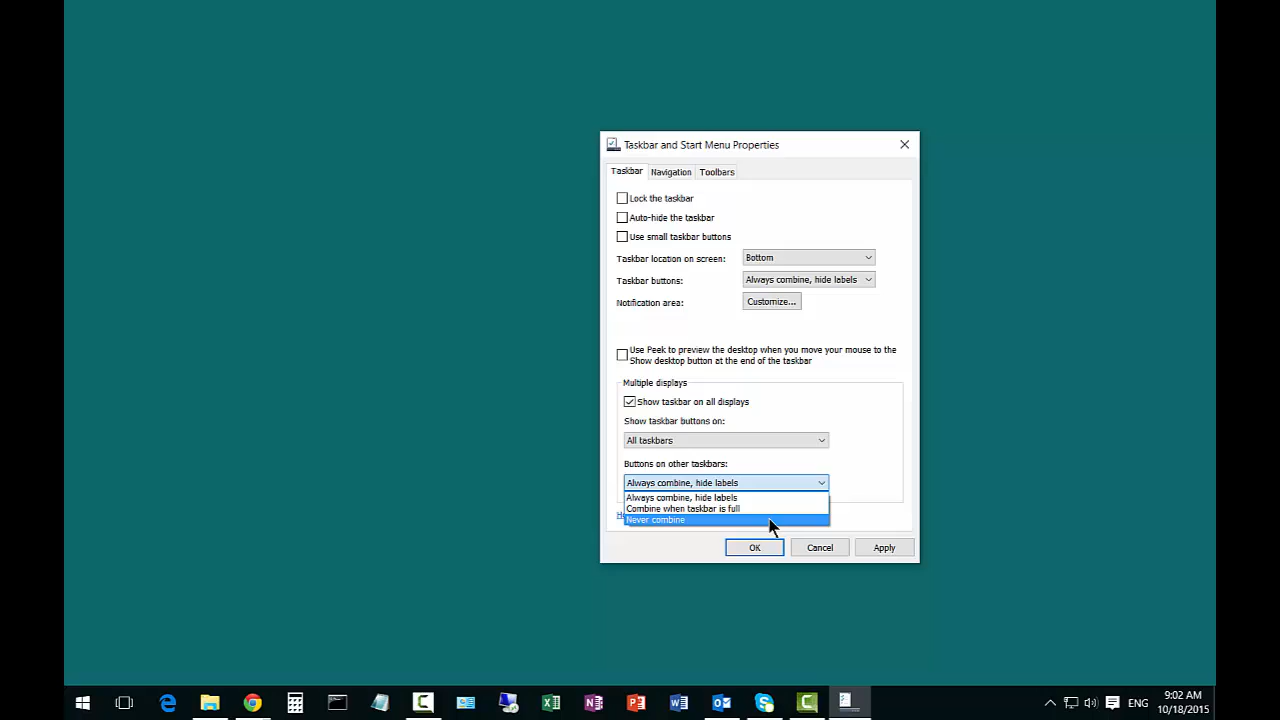 Taskbar and Start Menu Properties
Taskbar Navigation Toolbars
Lock the taskbar
Auto-hide the taskbar
Use small taskbar buttons
Taskbar location on screen: Bottom
Taskbar buttons: Always combine, hide labels
Notification area: Customize...
Use Peek to preview the desktop when you move your mouse to the
Show desktop button at the end of the taskbar
Multiple displays
Show taskbar on all displays
Show taskbar buttons on:
All taskbars
Buttons on other taskbars:
Always combine, hide labels
Always combine, hide labels
Combine when taskbar is full
Never combine
OK Cancel Apply
ENG
9:02 AM
10/18/2015